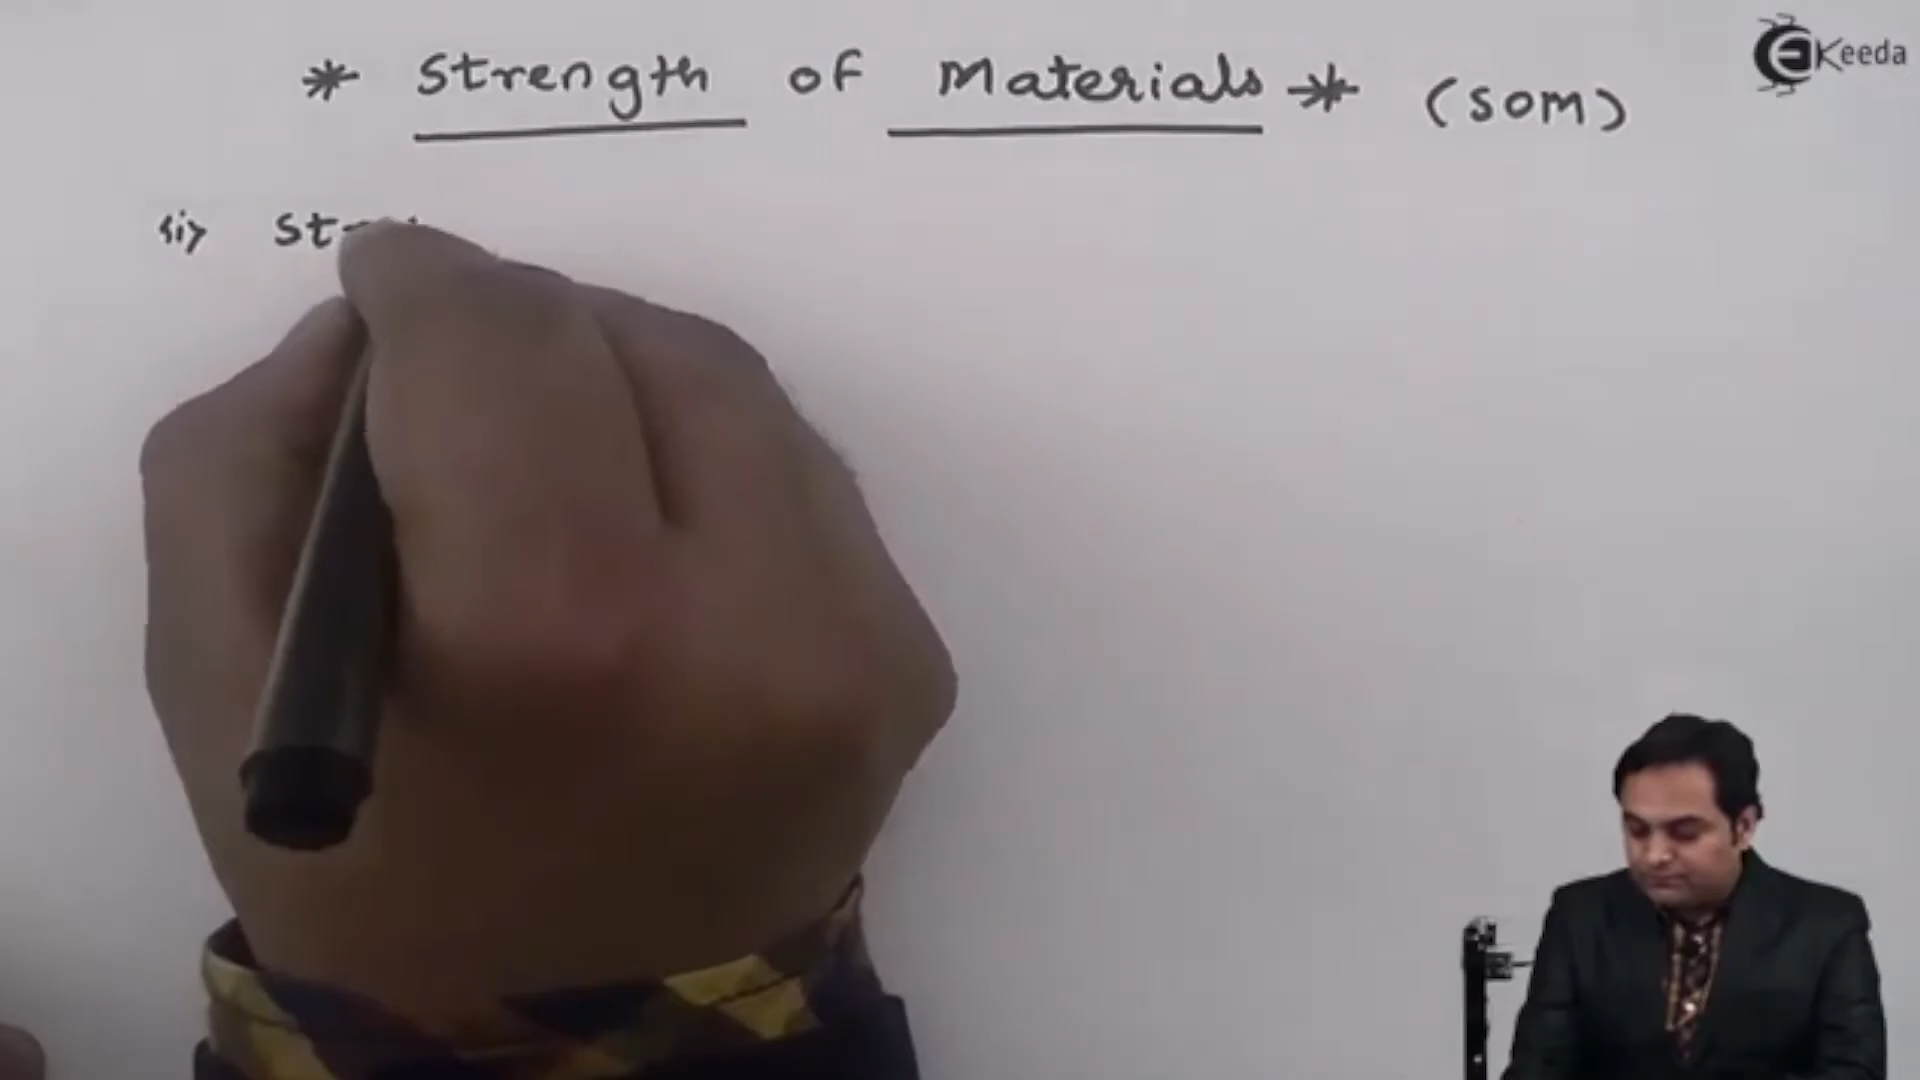 * Strength of Materials * (SOM)
Keeda
<i>